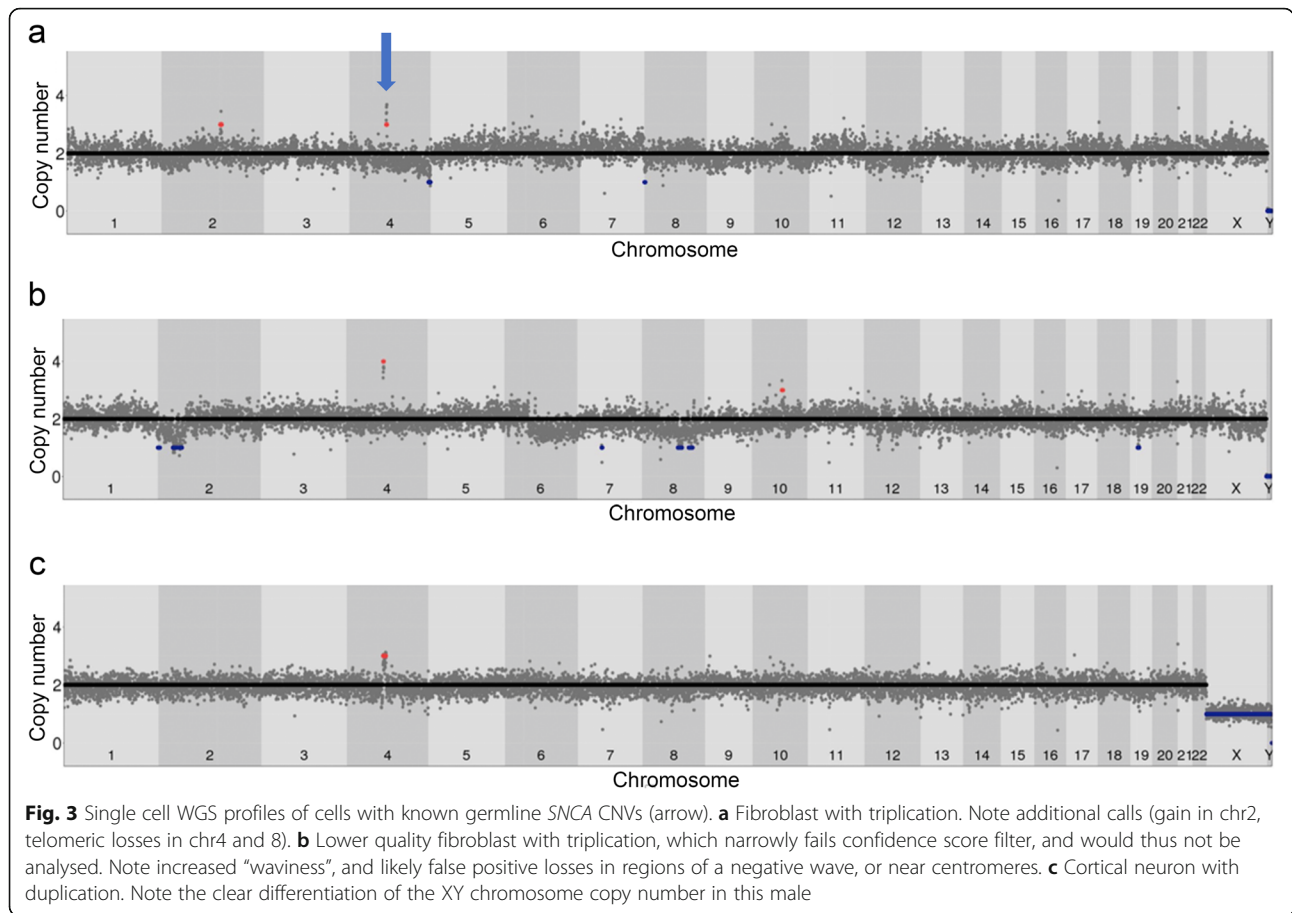 a
Copy number
4
2
0
1 2 3 4 5 6 7 8 9 10 11 12 13 14 15 16 17 18 19 20 21 22 X Y
Chromosome
b
Copy number
4
2
0
1 2 3 4 5 6 7 8 9 10 11 12 13 14 15 16 17 18 19 20 21 22 X Y
Chromosome
c
Copy number
4
2
0
1 2 3 4 5 6 7 8 9 10 11 12 13 14 15 16 17 18 19 20 21 22 X Y
Chromosome
Fig. 3 Single cell WGS profiles of cells with known germline SNCA CNVs (arrow). a Fibroblast with triplication. Note additional calls (gain in chr2,
telomeric losses in chr4 and 8). b Lower quality fibroblast with triplication, which narrowly fails confidence score filter, and would thus not be
analysed. Note increased “waviness”, and likely false positive losses in regions of a negative wave, or near centromeres. c Cortical neuron with
duplication. Note the clear differentiation of the XY chromosome copy number in this male